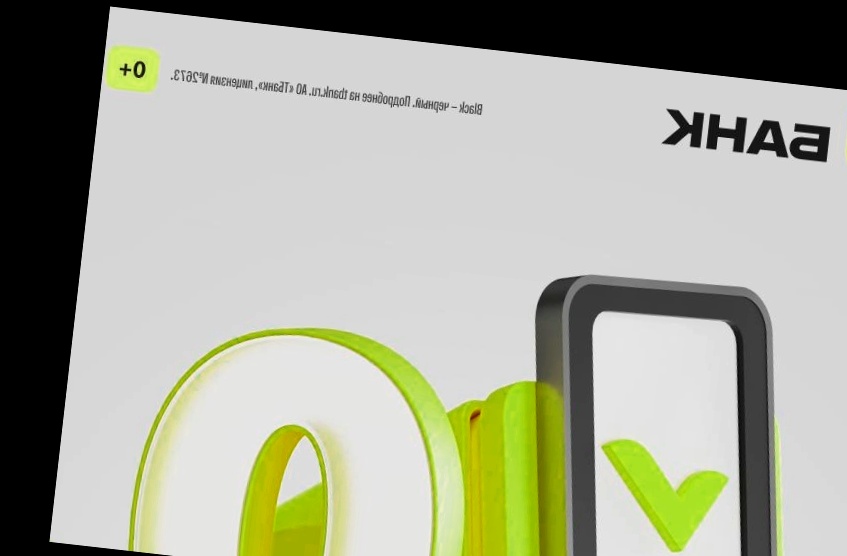 БАНК
Black – черный. Подробнее на tbank.ru. АО «ТБанк», лицензия №2673.
0+